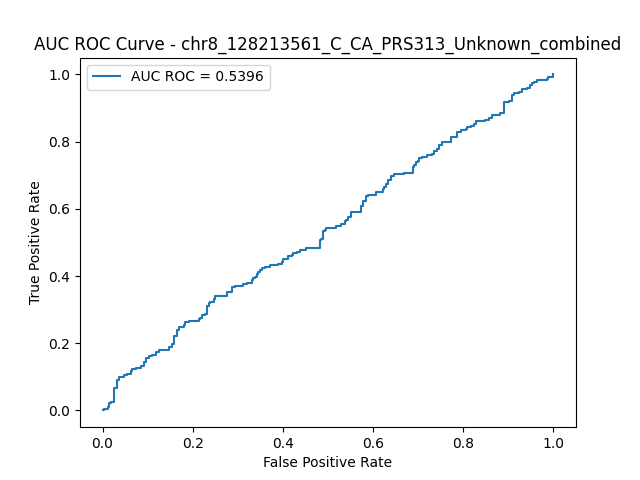 AUC ROC Curve - chr8_128213561_C_CA_PRS313_Unknown_combined
AUC ROC = 0.5396
1.0
0.8
0.6
0.4
0.2
0.0
True Positive Rate
0.0 0.2 0.4 0.6 0.8 1.0
False Positive Rate